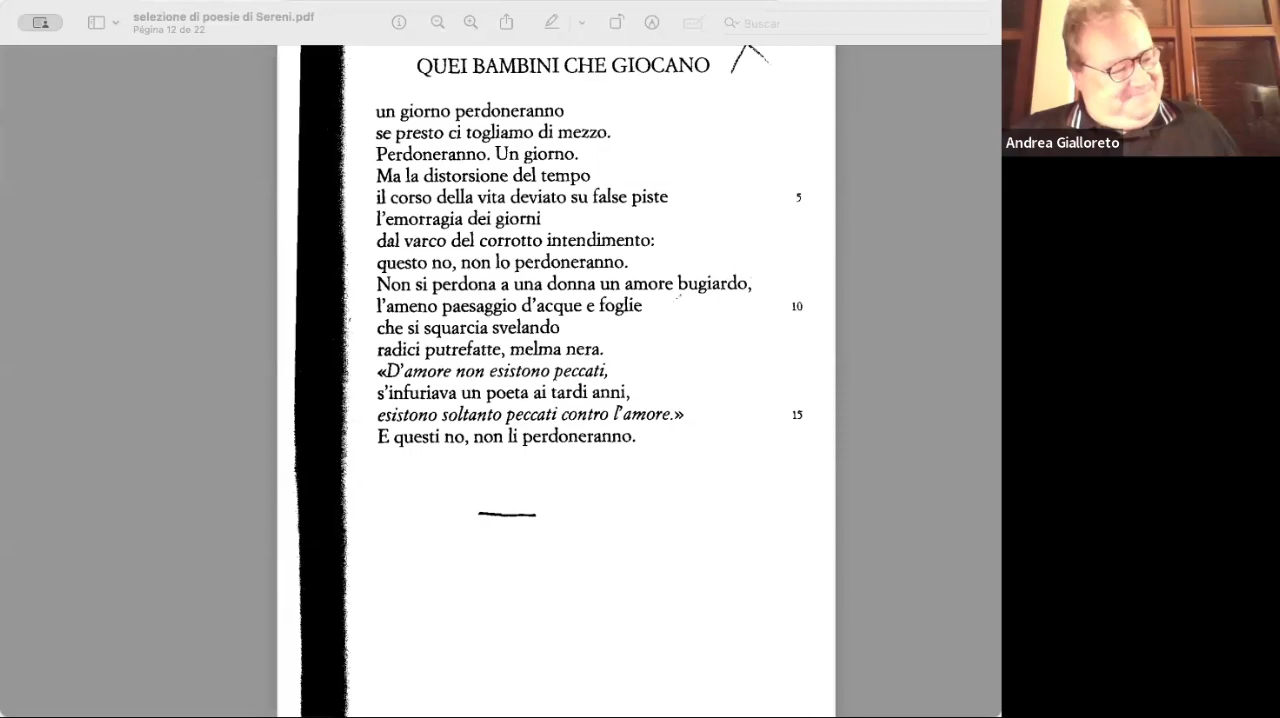 selezione di poesie di Sereni.pdf
Página 12 de 22
Buscar
QUEI BAMBINI CHE GIOCANO
un giorno perdoneranno
se presto ci togliamo di mezzo.
Perdoneranno. Un giorno.
Ma la distorsione del tempo
il corso della vita deviato su false piste 5
l'emorragia dei giorni
dal varco del corrotto intendimento:
questo no, non lo perdoneranno.
Non si perdona a una donna un amore bugiardo,
l'ameno paesaggio d'acque e foglie 10
che si squarcia svelando
radici putrefatte, melma nera.
«D'amore non esistono peccati,
s'infuriava un poeta ai tardi anni,
esistono soltanto peccati contro l'amore.» 15
E questi no, non li perdoneranno.
Andrea Gialloreto